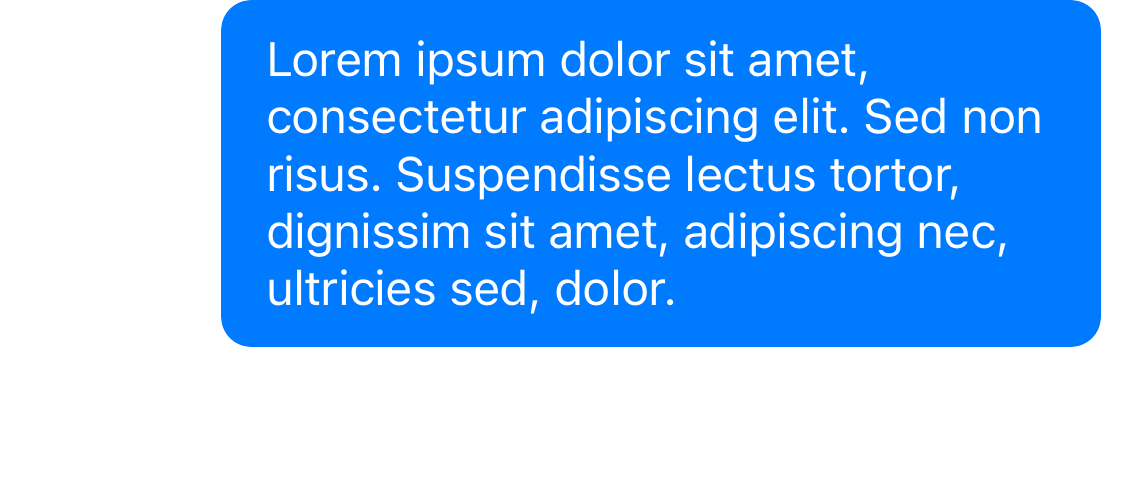 Lorem ipsum dolor sit amet,
consectetur adipiscing elit. Sed non
risus. Suspendisse lectus tortor,
dignissim sit amet, adipiscing nec,
ultricies sed, dolor.